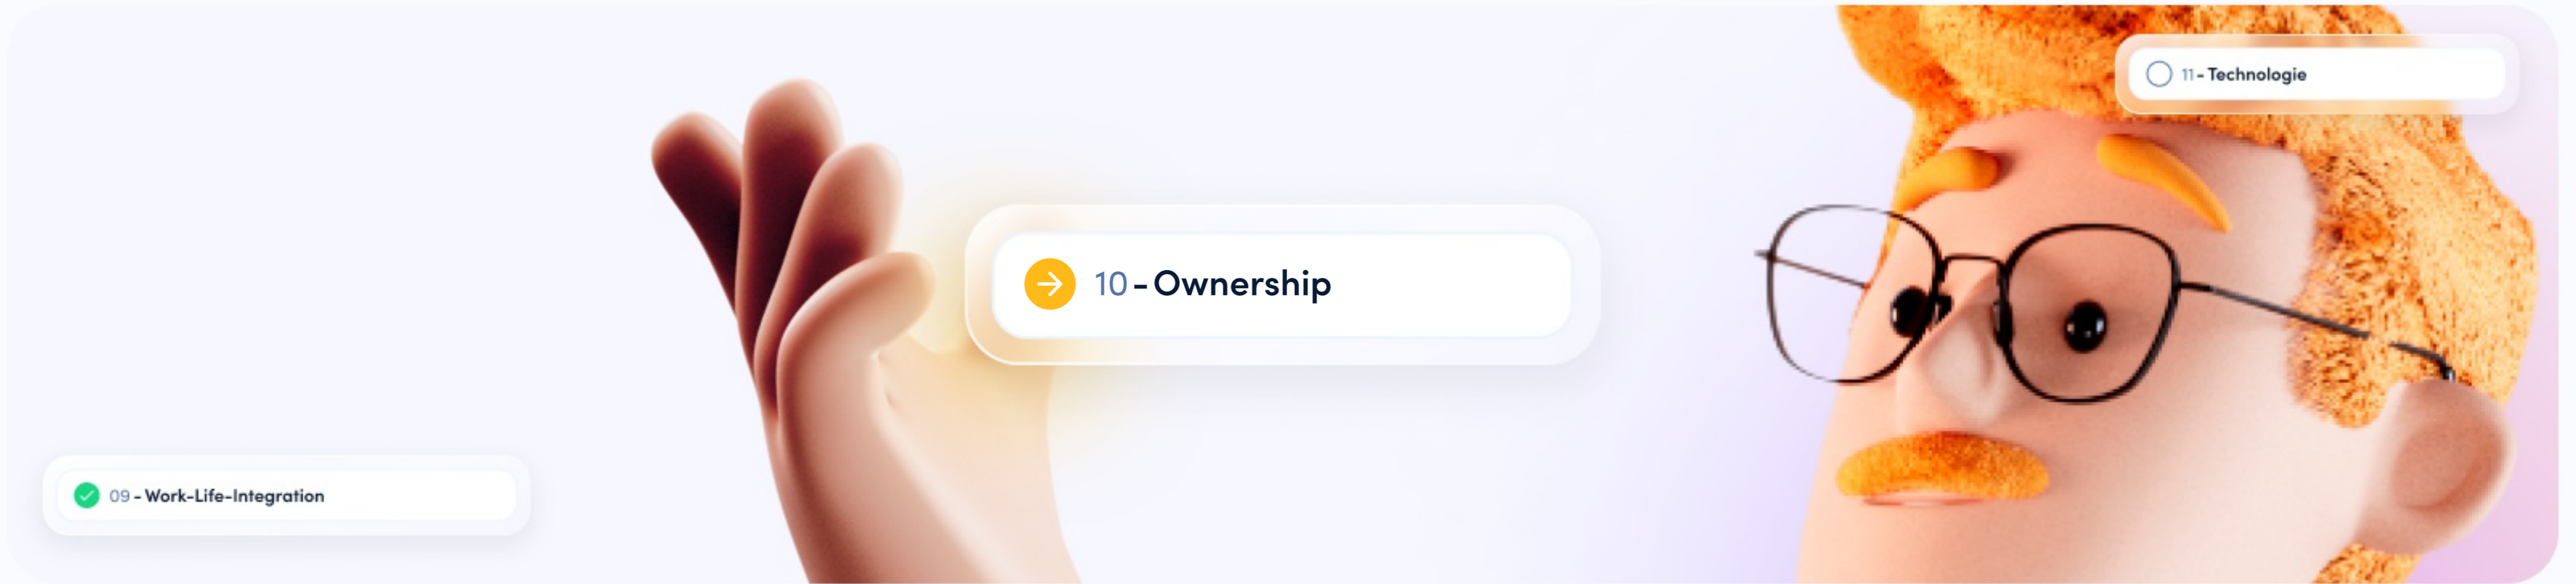 11 - Technologie
10 - Ownership
09 - Work-Life-Integration